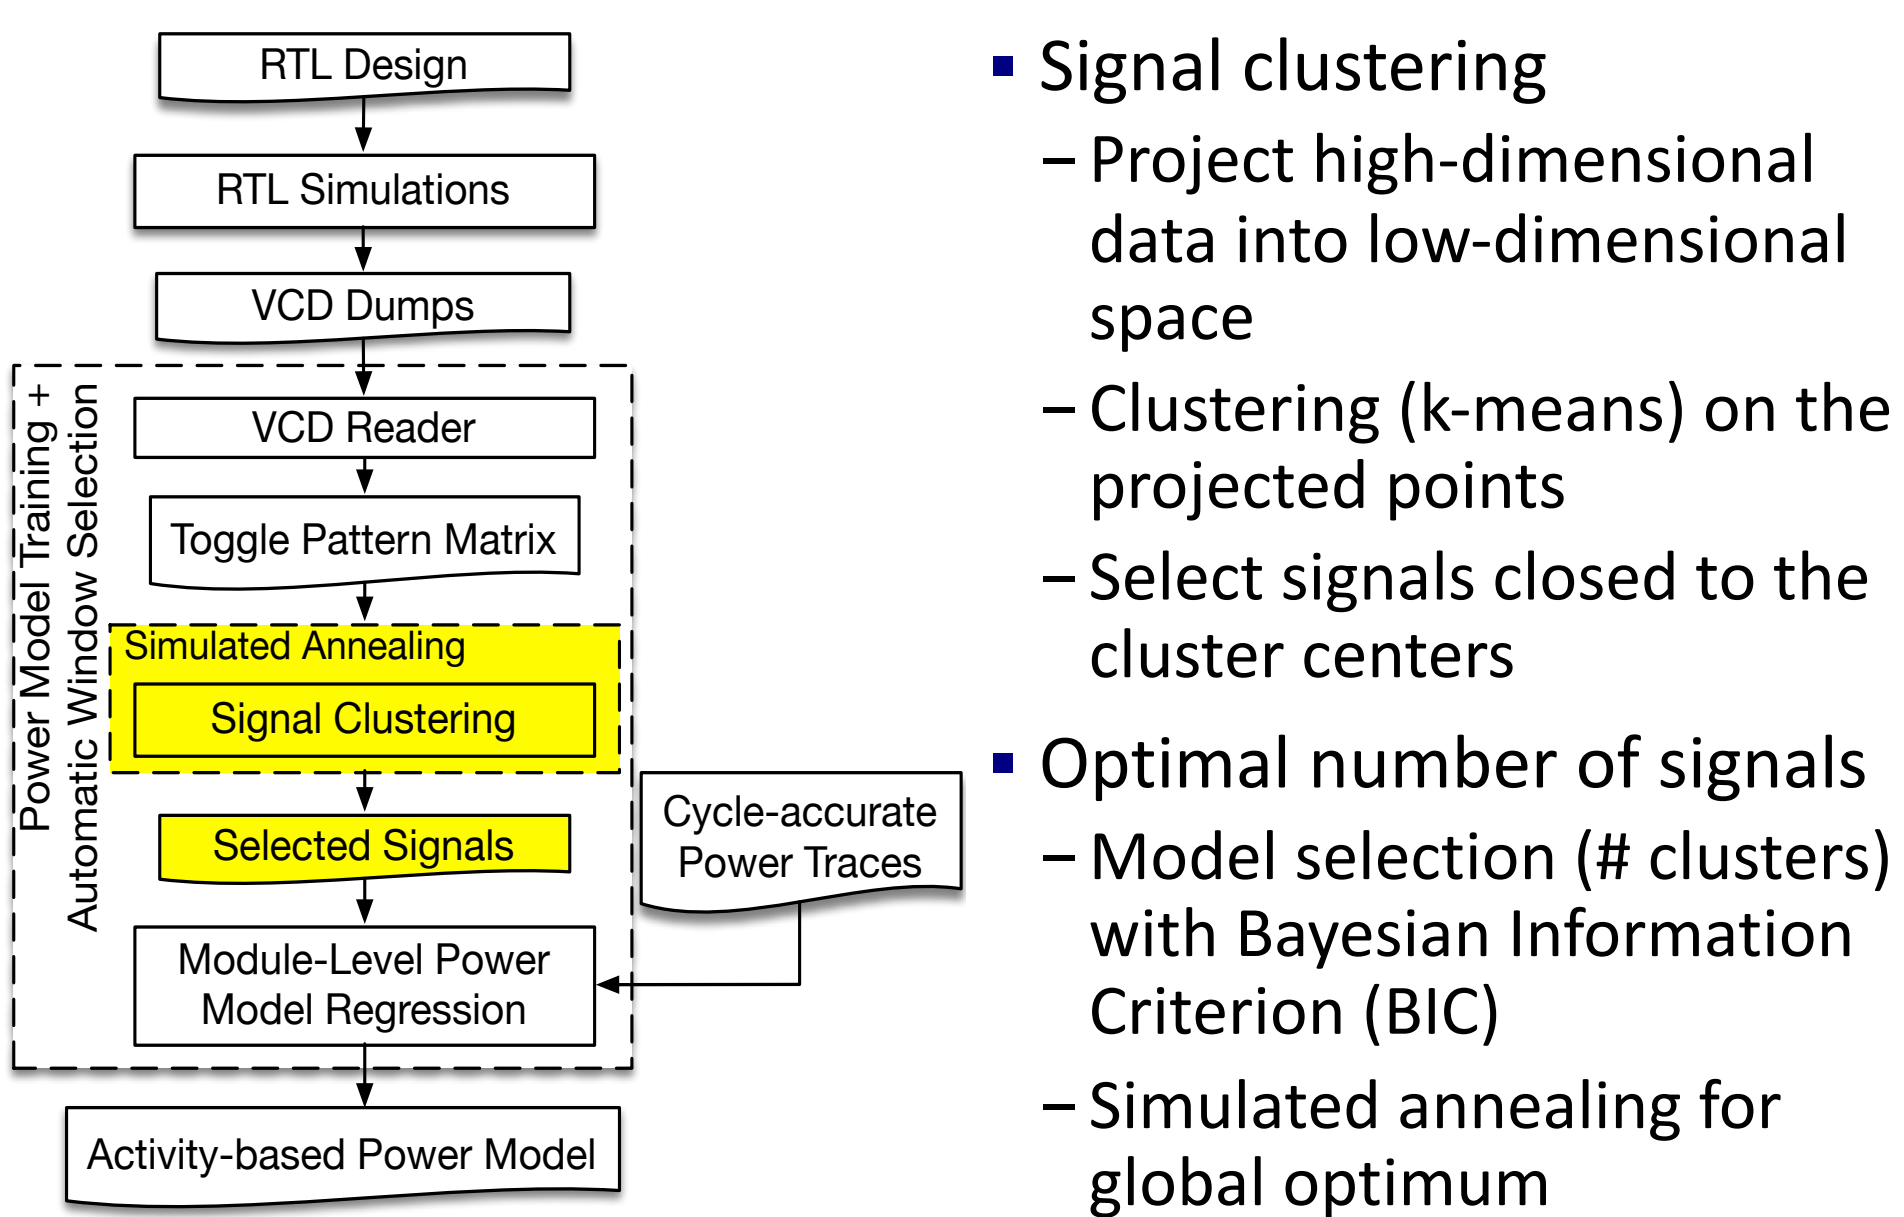 RTL Design
RTL Simulations
VCD Dumps
Power Model Training +
Automatic Window Selection
VCD Reader
Toggle Pattern Matrix
Simulated Annealing
Signal Clustering
Selected Signals
Cycle-accurate
Power Traces
Module-Level Power
Model Regression
Activity-based Power Model
▪ Signal clustering
– Project high-dimensional
data into low-dimensional
space
– Clustering (k-means) on the
projected points
– Select signals closed to the
cluster centers
▪ Optimal number of signals
– Model selection (# clusters)
with Bayesian Information
Criterion (BIC)
– Simulated annealing for
global optimum